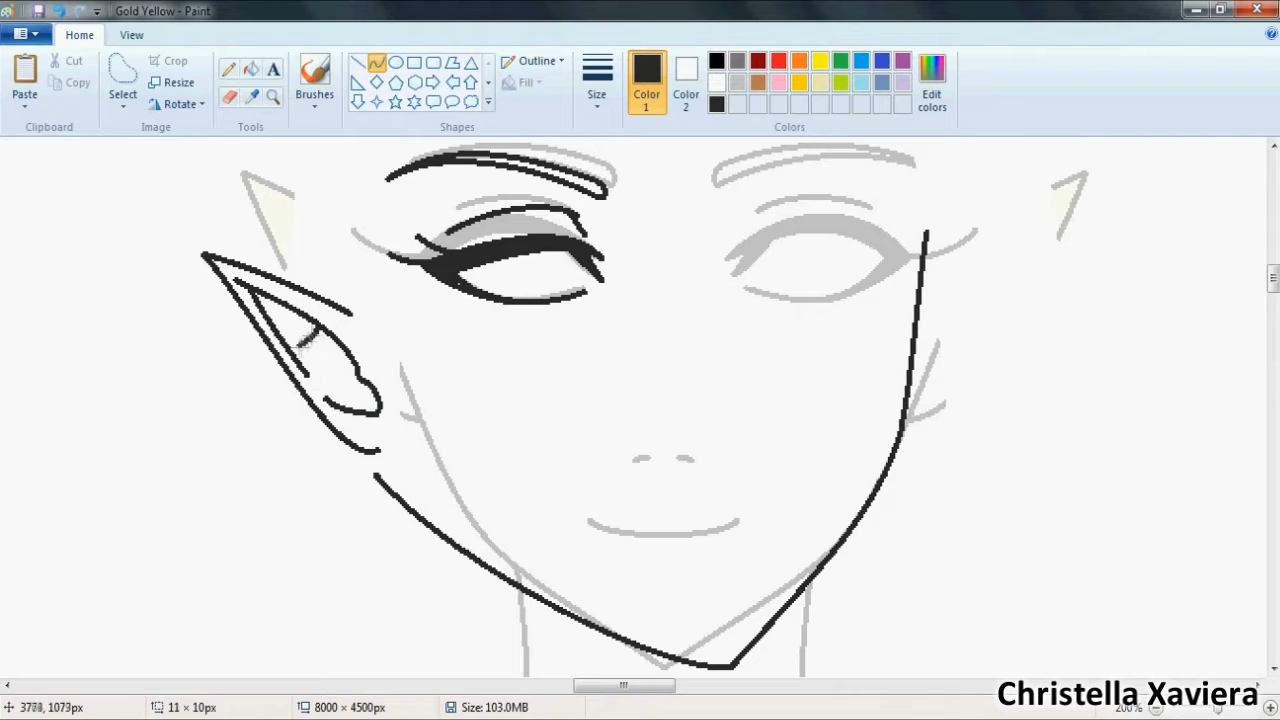 Gold Yellow - Paint
Home View
Paste
Cut
Copy
Clipboard
Select
Crop
Resize
Rotate
Image
Tools
Brushes
Outline
Fill
Shapes
Size
Color 1
Color 2
Edit colors
Colors
Christella Xaviera
11 × 10px
8000 × 4500px
Size: 103.0MB
200%